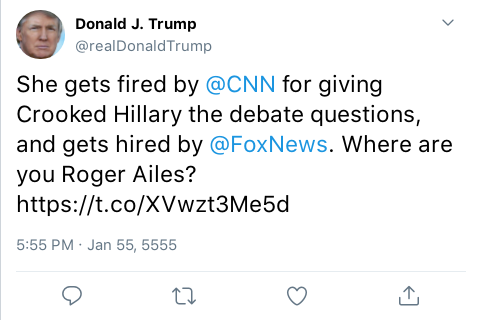 Donald J. Trump
@realDonaldTrump
She gets fired by @CNN for giving
Crooked Hillary the debate questions,
and gets hired by @FoxNews. Where are
you Roger Ailes?
https://t.co/XVwzt3Me5d
5:55 PM · Jan 55, 5555